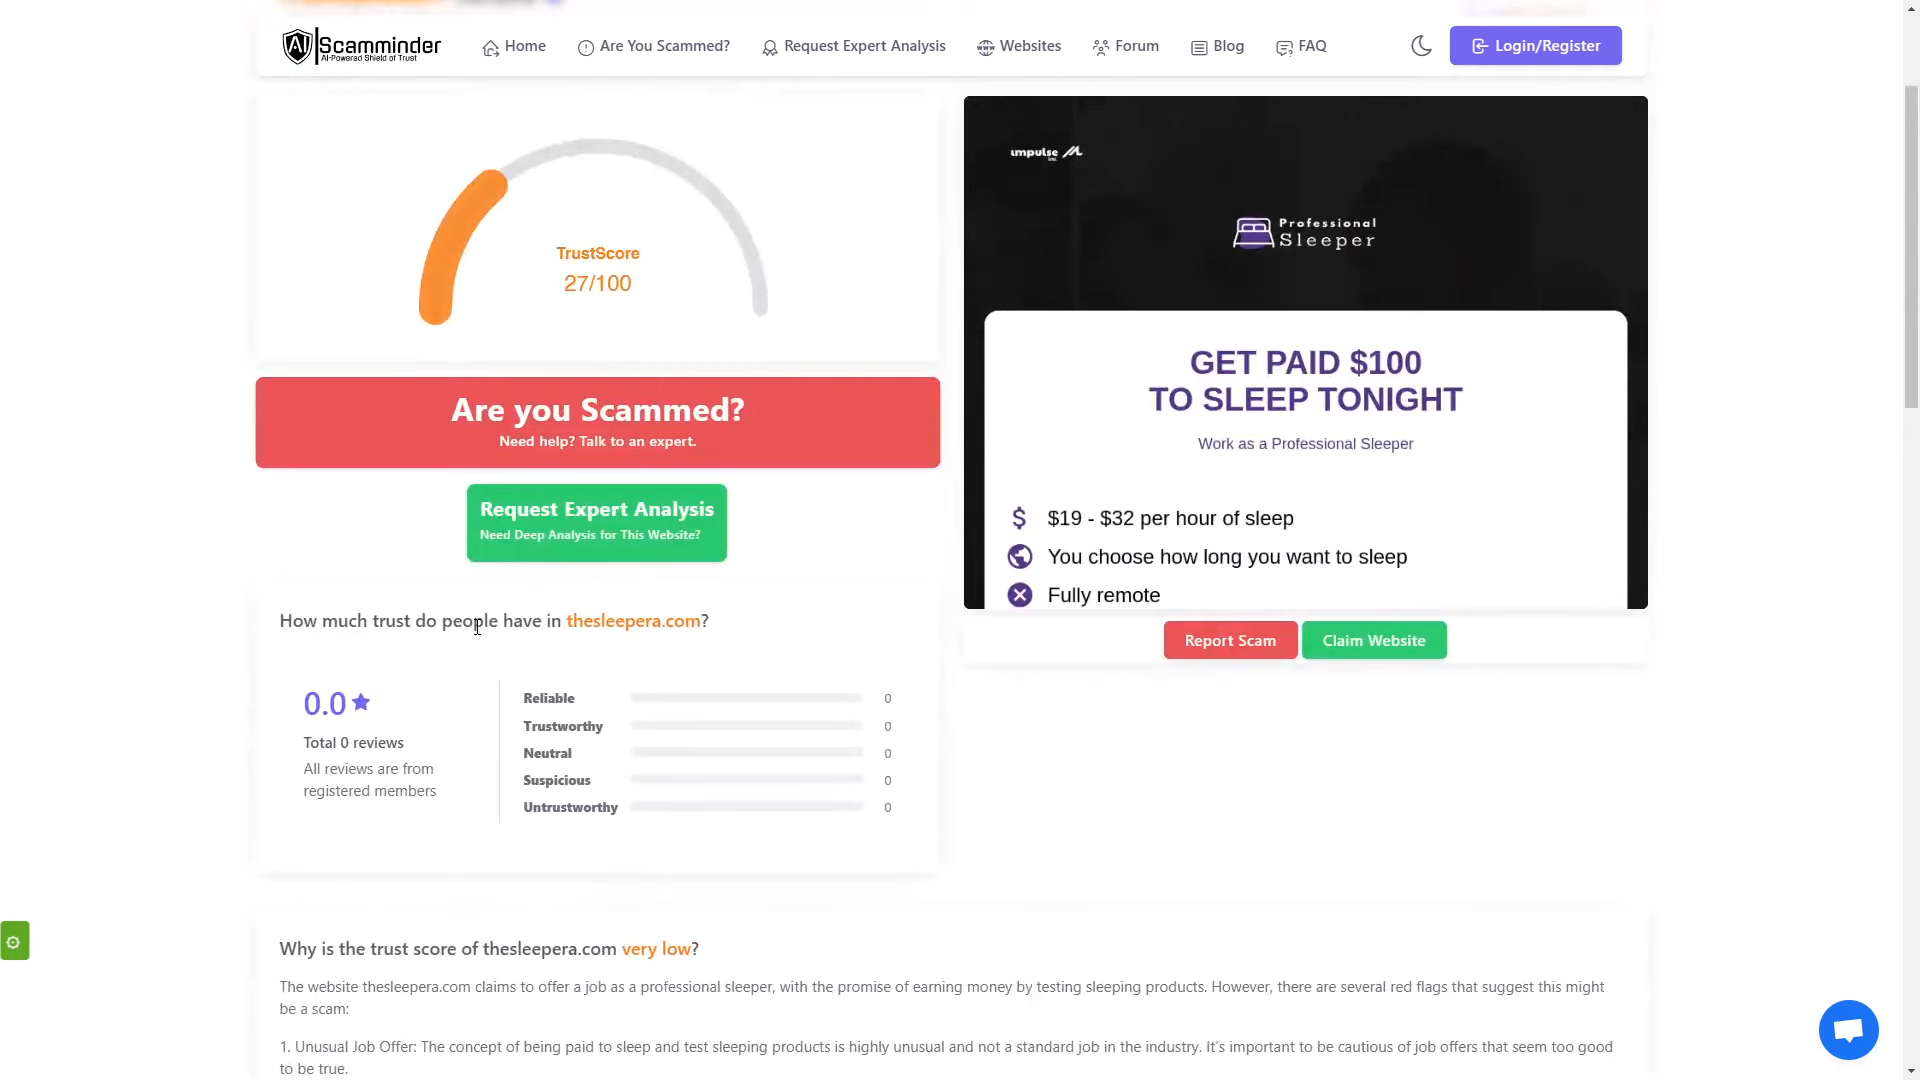 AI Scamminder
AI-Powered Shield of Trust
Home
Are You Scammed?
Request Expert Analysis
Websites
Forum
Blog
FAQ
Login/Register
TrustScore
27/100
Are you Scammed?
Need help? Talk to an expert.
Request Expert Analysis
Need Deep Analysis for This Website?
How much trust do people have in thesleepera.com?
0.0
Total 0 reviews
All reviews are from
registered members
Reliable 0
Trustworthy 0
Neutral 0
Suspicious 0
Untrustworthy 0
impulse
Professional
Sleeper
GET PAID $100
TO SLEEP TONIGHT
Work as a Professional Sleeper
$19 - $32 per hour of sleep
You choose how long you want to sleep
Fully remote
Report Scam
Claim Website
Why is the trust score of thesleepera.com very low?
The website thesleepera.com claims to offer a job as a professional sleeper, with the promise of earning money by testing sleeping products. However, there are several red flags that suggest this might
be a scam:
1. Unusual Job Offer: The concept of being paid to sleep and test sleeping products is highly unusual and not a standard job in the industry. It’s important to be cautious of job offers that seem too good
to be true.